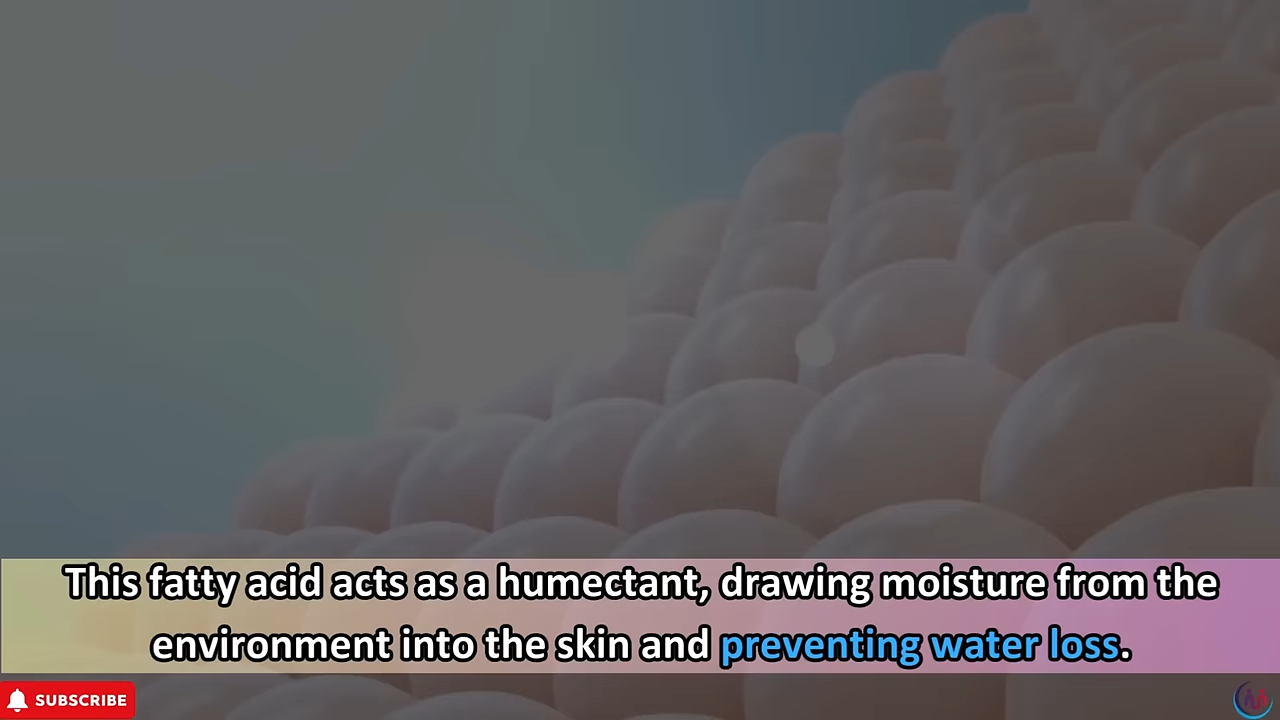 This fatty acid acts as a humectant, drawing moisture from the
environment into the skin and preventing water loss.
SUBSCRIBE